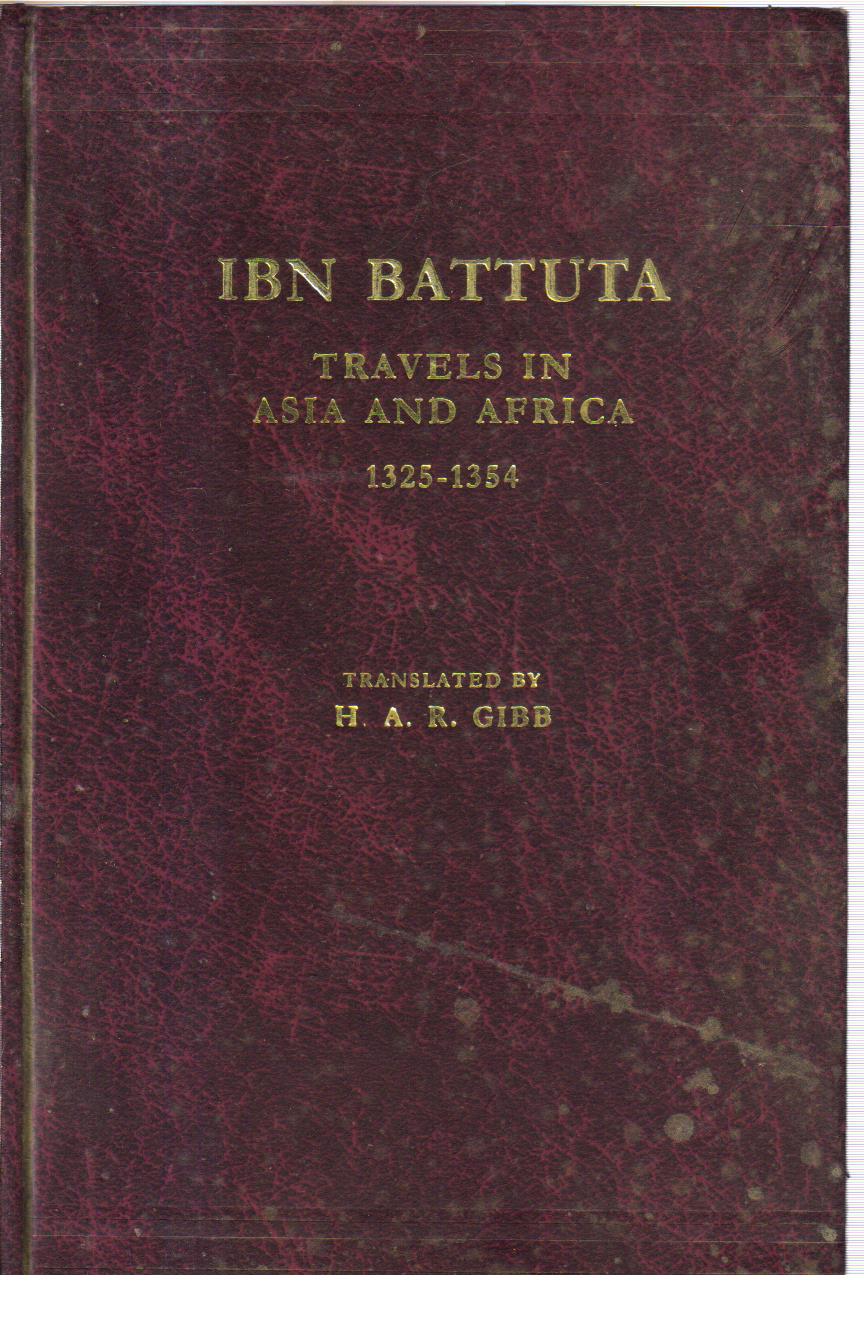 IBN BATTUTA
TRAVELS IN
ASIA AND AFRICA
1325-1354
TRANSLATED BY
H. A. R. GIBB